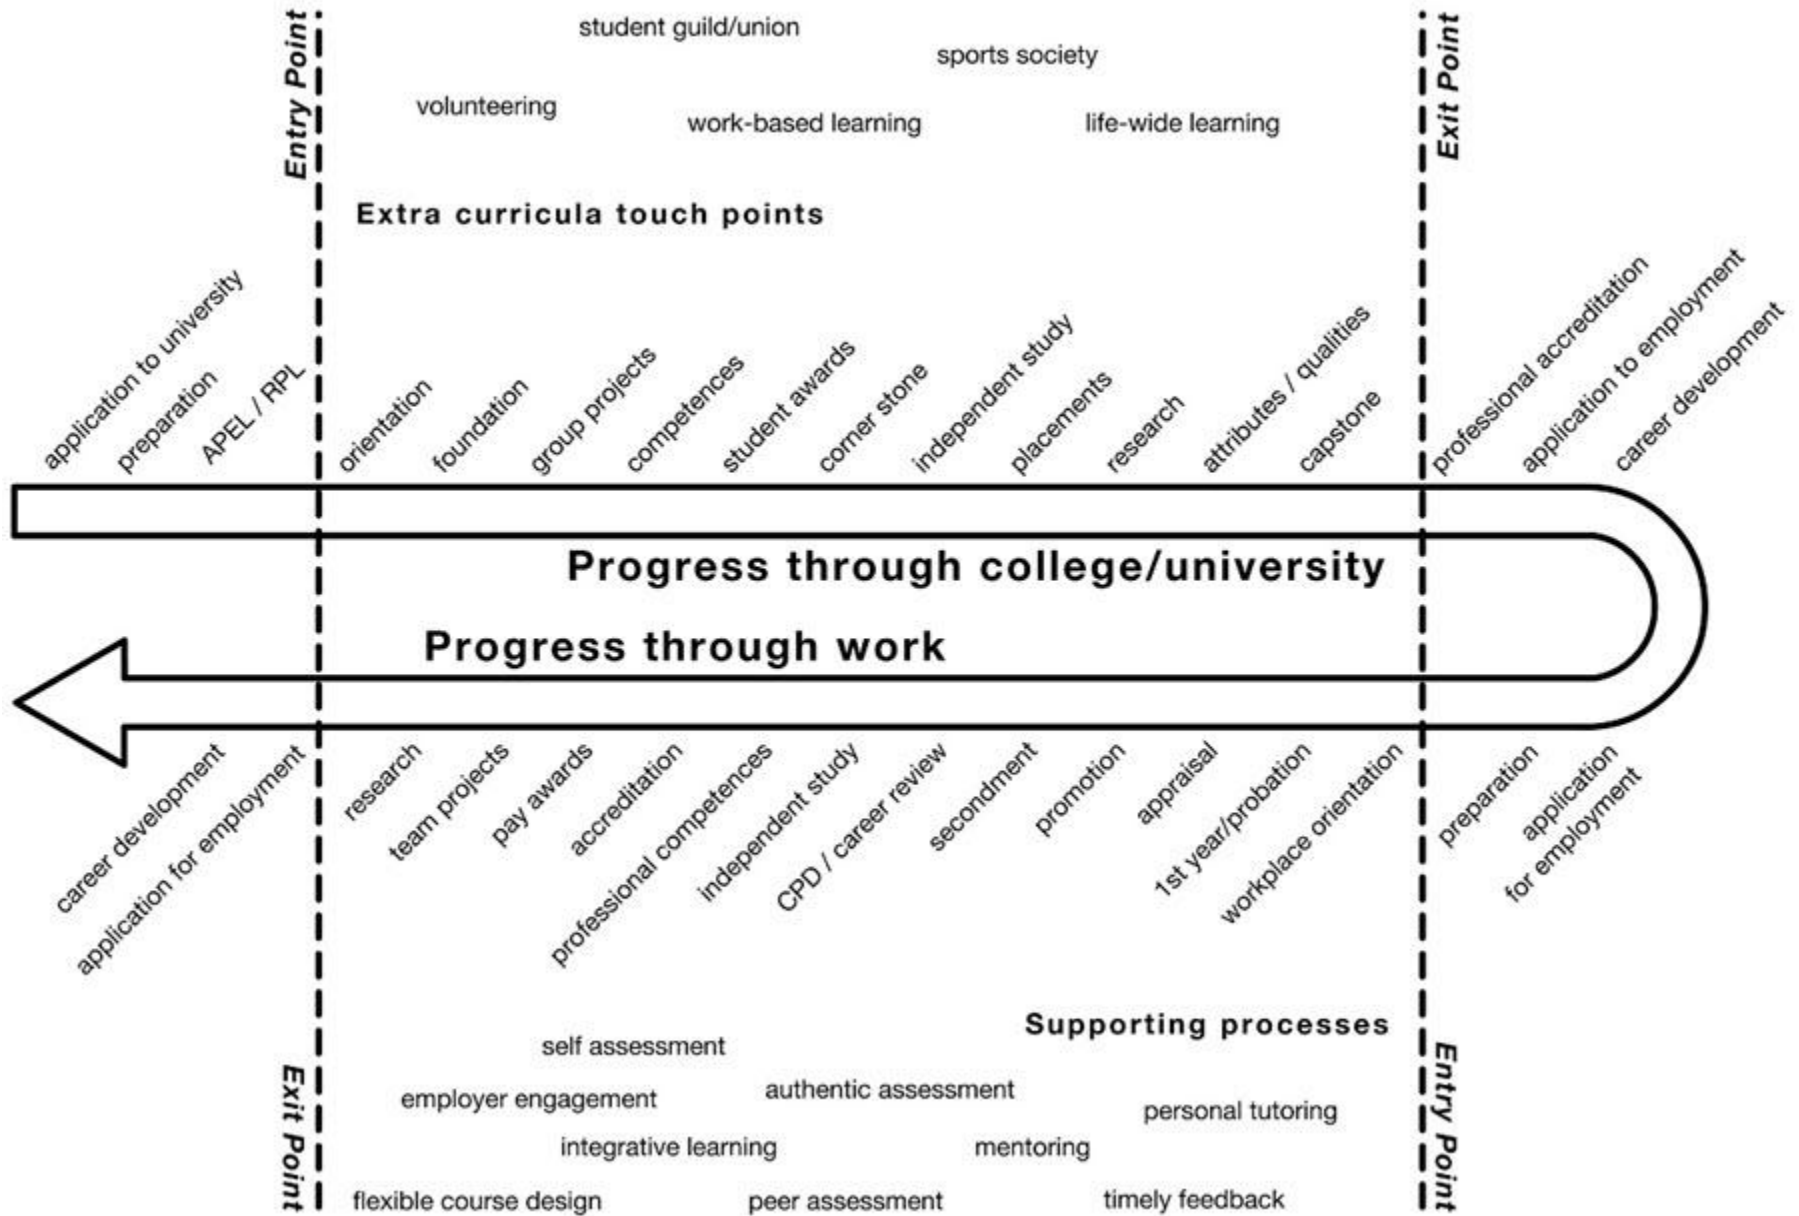 Entry Point
student guild/union
sports society
Exit Point
volunteering
work-based learning
life-wide learning
Extra curricula touch points
application to university
preparation
APEL / RPL
orientation
foundation
group projects
competences
student awards
corner stone
independent study
placements
research
attributes / qualities
capstone
professional accreditation
application to employment
career development
Progress through college/university
Progress through work
career development
application for employment
research
team projects
pay awards
accreditation
professional competences
independent study
CPD / career review
secondment
promotion
appraisal
1st year/probation
workplace orientation
preparation
application
for employment
Supporting processes
self assessment
authentic assessment
employer engagement
personal tutoring
integrative learning
mentoring
flexible course design
peer assessment
timely feedback
Exit Point
Entry Point